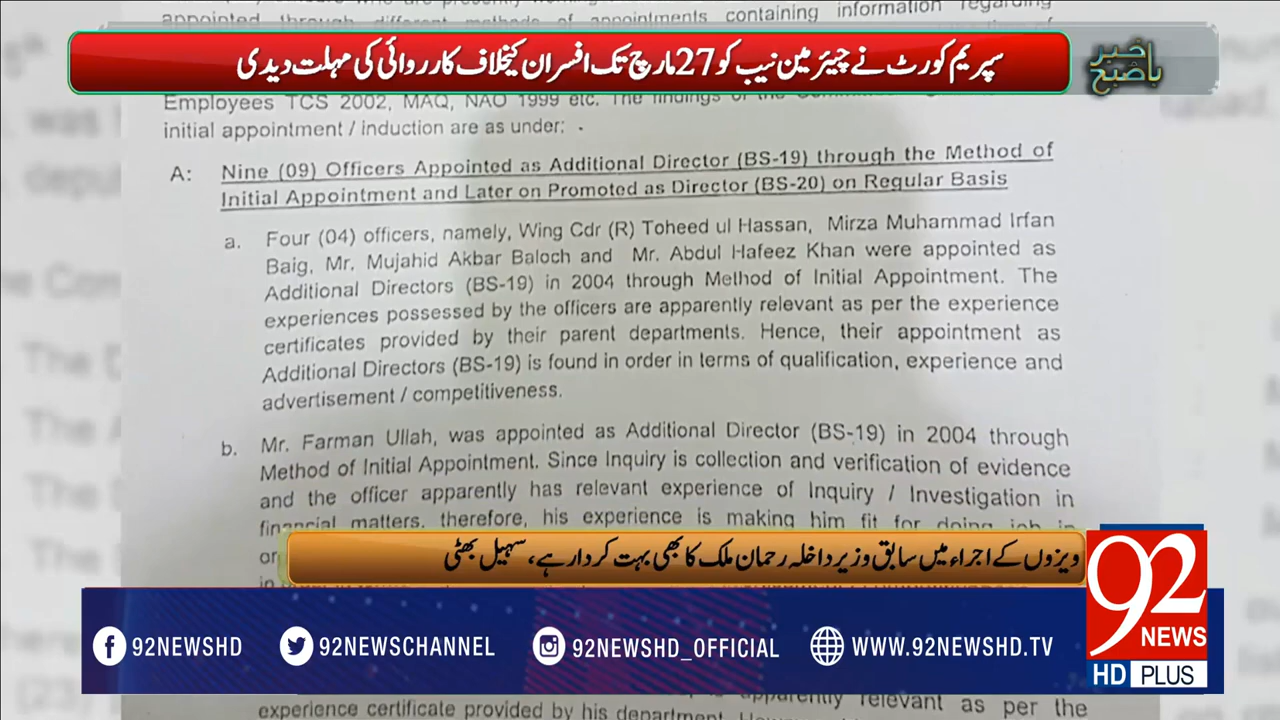 appointed through different methods of appointments containing information regarding
سپریم کورٹ نے چیئرمین نیب کو 27 مارچ تک افسران کیخلاف کارروائی کی مہلت دیدی
خبر
باصبح
Employees TCS 2002, MAQ, NAO 1999 etc. The findings of the
initial appointment / induction are as under:
A: Nine (09) Officers Appointed as Additional Director (BS-19) through the Method of
Initial Appointment and Later on Promoted as Director (BS-20) on Regular Basis
a. Four (04) officers, namely, Wing Cdr (R) Toheed ul Hassan, Mirza Muhammad Irfan
Baig, Mr. Mujahid Akbar Baloch and Mr. Abdul Hafeez Khan were appointed as
Additional Directors (BS-19) in 2004 through Method of Initial Appointment. The
experiences possessed by the officers are apparently relevant as per the experience
certificates provided by their parent departments. Hence, their appointment as
Additional Directors (BS-19) is found in order in terms of qualification, experience and
advertisement / competitiveness.
b. Mr. Farman Ullah, was appointed as Additional Director (BS-19) in 2004 through
Method of Initial Appointment. Since Inquiry is collection and verification of evidence
and the officer apparently has relevant experience of Inquiry / Investigation in
financial matters, therefore, his experience is making him fit for doing job in
ویزوں کے اجراء میں سابق وزیر داخلہ رحمان ملک کا بھی بہت کردار ہے، سہیل بھٹی
92
NEWS
HD PLUS
92NEWSHD 92NEWSCHANNEL 92NEWSHD_OFFICIAL WWW.92NEWSHD.TV
apparently relevant as per the
experience certificate provided by his department.